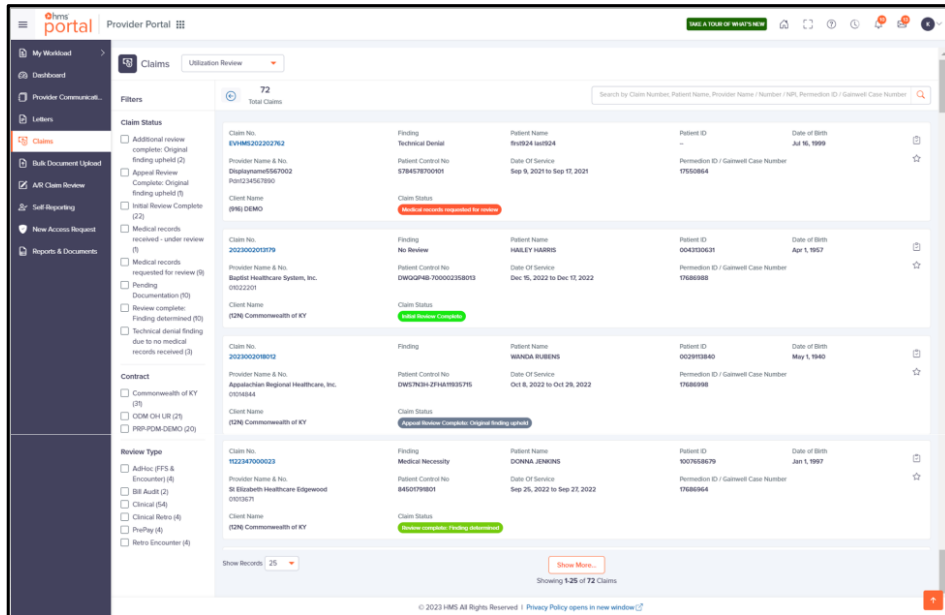 hms
portal
Provider Portal
TAKE A TOUR OF WHAT'S NEW
K
My Workload
Dashboard
Provider Communicati...
Letters
Claims
Bulk Document Upload
A/R Claim Review
Self-Reporting
New Access Request
Reports & Documents
Claims
Utilization Review
Filters
Claim Status
Additional review
complete: Original
finding upheld (2)
Appeal Review
Complete: Original
finding upheld (1)
Initial Review Complete
(22)
Medical records
received - under review
(1)
Medical records
requested for review (9)
Pending
Documentation (10)
Review complete:
Finding determined (10)
Technical denial finding
due to no medical
records received (3)
Contract
Commonwealth of KY
(31)
ODM OH UR (21)
PRP-PDM-DEMO (20)
Review Type
AdHoc (FFS &
Encounter) (4)
Bill Audit (2)
Clinical (54)
Clinical Retro (4)
PrePay (4)
Retro Encounter (4)
72
Total Claims
Search by Claim Number, Patient Name, Provider Name / Number / NPI, Permedion ID / Gainwell Case Number
Claim No. Finding Patient Name Patient ID Date of Birth
EVHMS202202762 Technical Denial first924 last924 -- Jul 16, 1999
Provider Name & No. Patient Control No Date Of Service Permedion ID / Gainwell Case Number
Displayname5567002 S784578700101 Sep 9, 2021 to Sep 17, 2021 17550864
Pdn1234567890
Client Name Claim Status
(916) DEMO Medical records requested for review
Claim No. Finding Patient Name Patient ID Date of Birth
2023002013179 No Review HAILEY HARRIS 0043130631 Apr 1, 1957
Provider Name & No. Patient Control No Date Of Service Permedion ID / Gainwell Case Number
Baptist Healthcare System, Inc. DWQQP48-700002358013 Dec 15, 2022 to Dec 17, 2022 17686988
01022201
Client Name Claim Status
(12N) Commonwealth of KY Initial Review Complete
Claim No. Finding Patient Name Patient ID Date of Birth
2023002018012 WANDA RUBENS 0029113840 May 1, 1940
Provider Name & No. Patient Control No Date Of Service Permedion ID / Gainwell Case Number
Appalachian Regional Healthcare, Inc. DWS7N3H-ZFHA11935715 Oct 8, 2022 to Oct 29, 2022 17686998
01014844
Client Name Claim Status
(12N) Commonwealth of KY Appeal Review Complete: Original finding upheld
Claim No. Finding Patient Name Patient ID Date of Birth
1122347000023 Medical Necessity DONNA JENKINS 1007658679 Jan 1, 1997
Provider Name & No. Patient Control No Date Of Service Permedion ID / Gainwell Case Number
St Elizabeth Healthcare Edgewood 84501791801 Sep 25, 2022 to Sep 27, 2022 17686964
01013671
Client Name Claim Status
(12N) Commonwealth of KY Review complete: Finding determined
Show Records 25 Show More...
Showing 1-25 of 72 Claims
© 2023 HMS All Rights Reserved | Privacy Policy opens in new window